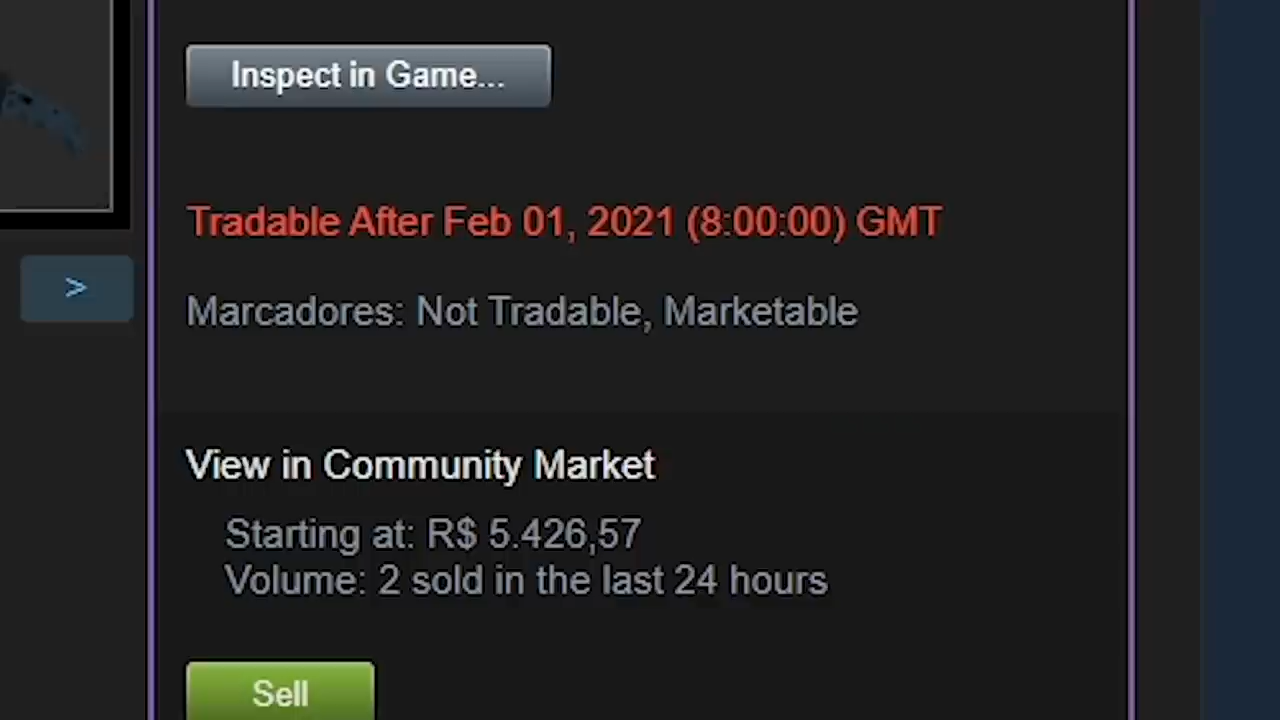 Inspect in Game...
Tradable After Feb 01, 2021 (8:00:00) GMT
>
Marcadores: Not Tradable, Marketable
View in Community Market
Starting at: R$ 5.426,57
Volume: 2 sold in the last 24 hours
Sell